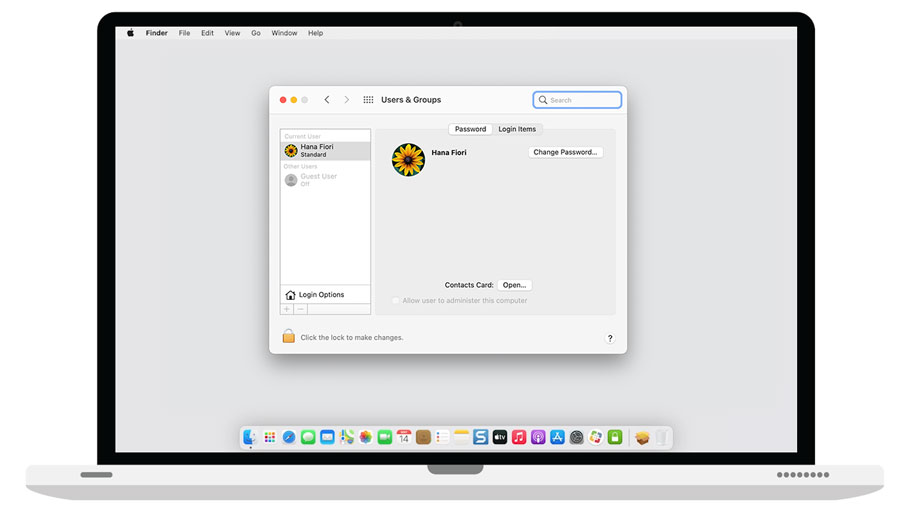 Finder File Edit View Go Window Help
Users & Groups
Search
Password Login Items
Current User
Hana Fiori
Standard
Other Users
Guest User
Off
Hana Fiori
Change Password...
Contacts Card: Open...
Allow user to administer this computer
Login Options
+ −
Click the lock to make changes.
?
14
S
tv